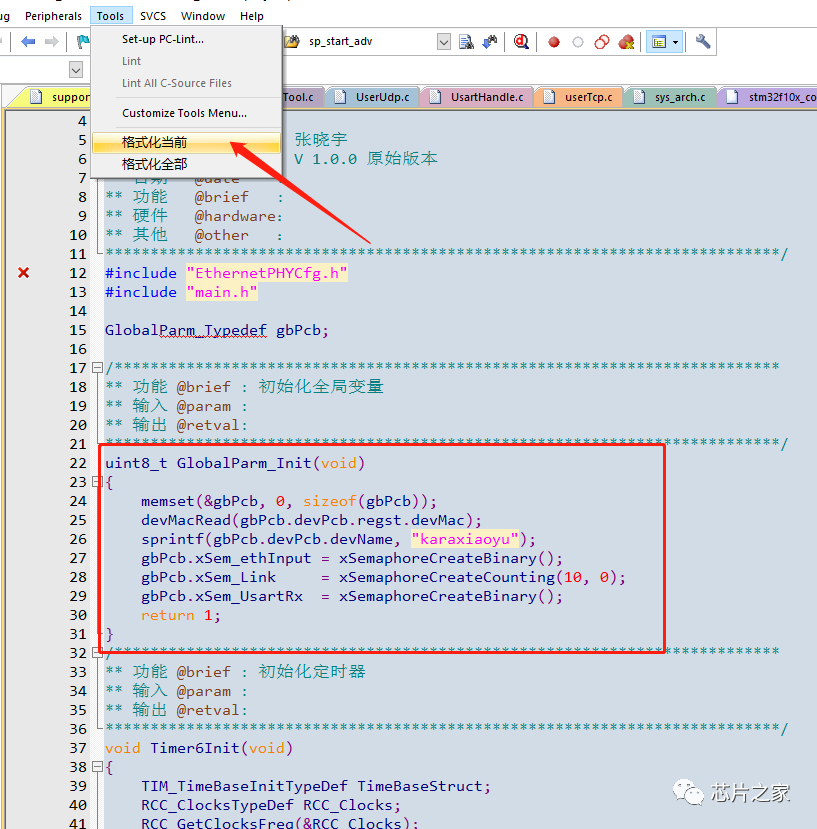 ug Peripherals Tools SVCS Window Help
Set-up PC-Lint...
Lint
Lint All C-Source Files
Customize Tools Menu...
格式化当前
格式化全部
sp_start_adv
support
Tool.c UserUdp.c UsartHandle.c userTcp.c sys_arch.c stm32f10x_co
4
5 张晓宇
6 V 1.0.0 原始版本
7 ** 日期 @date
8 ** 功能 @brief :
9 ** 硬件 @hardware:
10 ** 其他 @other :
11 ***************************************************************************/
12 #include "EthernetPHYCfg.h"
13 #include "main.h"
14
15 GlobalParm_Typedef gbPcb;
16
17 /**************************************************************************
18 ** 功能 @brief : 初始化全局变量
19 ** 输入 @param :
20 ** 输出 @retval:
21 ***************************************************************************/
22 uint8_t GlobalParm_Init(void)
23 {
24 memset(&gbPcb, 0, sizeof(gbPcb));
25 devMacRead(gbPcb.devPcb.regst.devMac);
26 sprintf(gbPcb.devPcb.devName, "karaxiaoyu");
27 gbPcb.xSem_ethInput = xSemaphoreCreateBinary();
28 gbPcb.xSem_Link = xSemaphoreCreateCounting(10, 0);
29 gbPcb.xSem_UsartRx = xSemaphoreCreateBinary();
30 return 1;
31 }
32 /**************************************************************************
33 ** 功能 @brief : 初始化定时器
34 ** 输入 @param :
35 ** 输出 @retval:
36 ***************************************************************************/
37 void Timer6Init(void)
38 {
39 TIM_TimeBaseInitTypeDef TimeBaseStruct;
40 RCC_ClocksTypeDef RCC_Clocks;
41 RCC_GetClocksFreq(&RCC_Clocks);
芯片之家